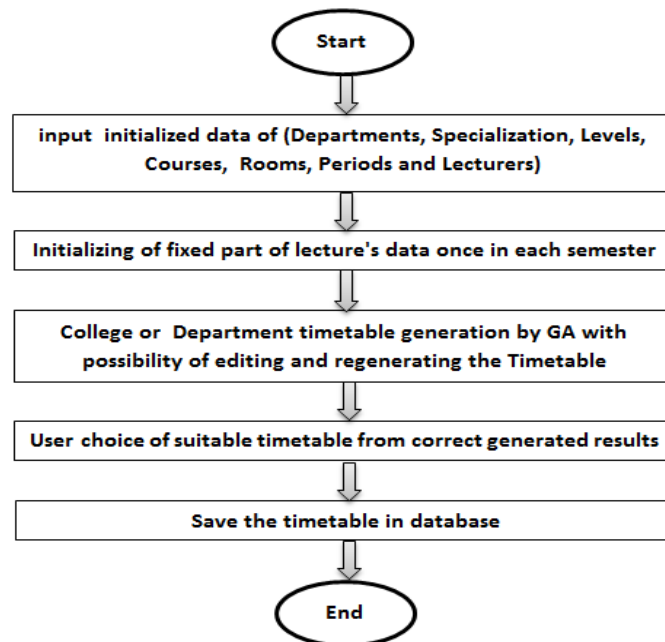 Start
input initialized data of (Departments, Specialization, Levels,
Courses, Rooms, Periods and Lecturers)
Initializing of fixed part of lecture's data once in each semester
College or Department timetable generation by GA with
possibility of editing and regenerating the Timetable
User choice of suitable timetable from correct generated results
Save the timetable in database
End